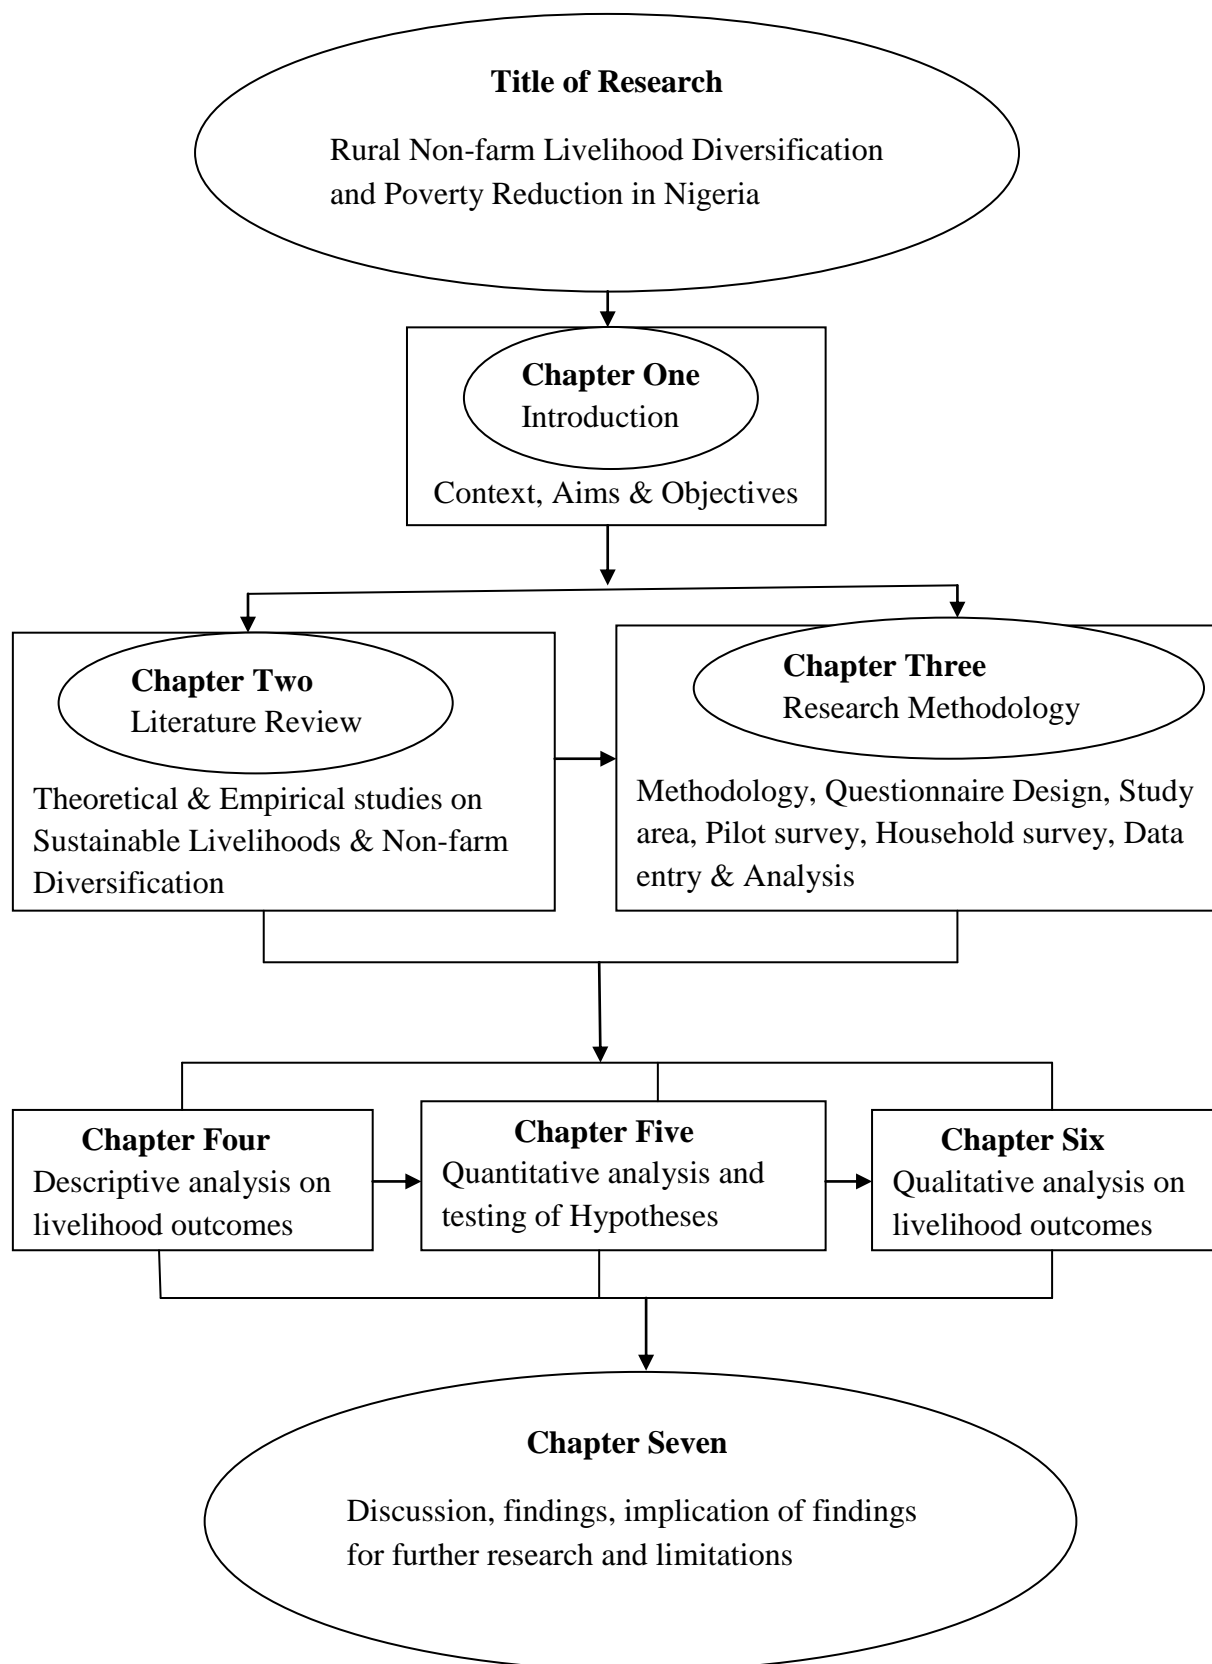 Title of Research
Rural Non-farm Livelihood Diversification
and Poverty Reduction in Nigeria
Chapter One
Introduction
Context, Aims & Objectives
Chapter Two
Literature Review
Theoretical & Empirical studies on
Sustainable Livelihoods & Non-farm
Diversification
Chapter Three
Research Methodology
Methodology, Questionnaire Design, Study
area, Pilot survey, Household survey, Data
entry & Analysis
Chapter Four
Descriptive analysis on
livelihood outcomes
Chapter Five
Quantitative analysis and
testing of Hypotheses
Chapter Six
Qualitative analysis on
livelihood outcomes
Chapter Seven
Discussion, findings, implication of findings
for further research and limitations